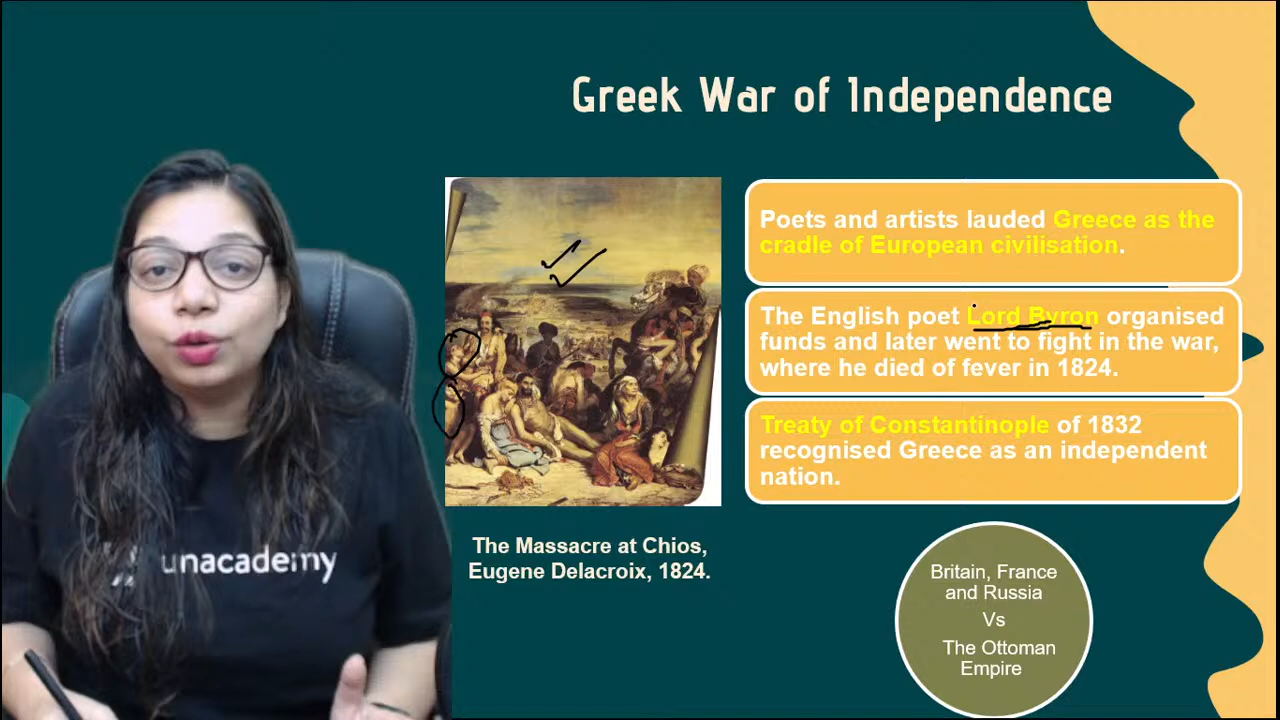 Greek War of Independence
Poets and artists lauded Greece as the
cradle of European civilisation.
The English poet Lord Byron organised
funds and later went to fight in the war,
where he died of fever in 1824.
Treaty of Constantinople of 1832
recognised Greece as an independent
nation.
The Massacre at Chios,
Eugene Delacroix, 1824.
Britain, France
and Russia
Vs
The Ottoman
Empire
unacademy